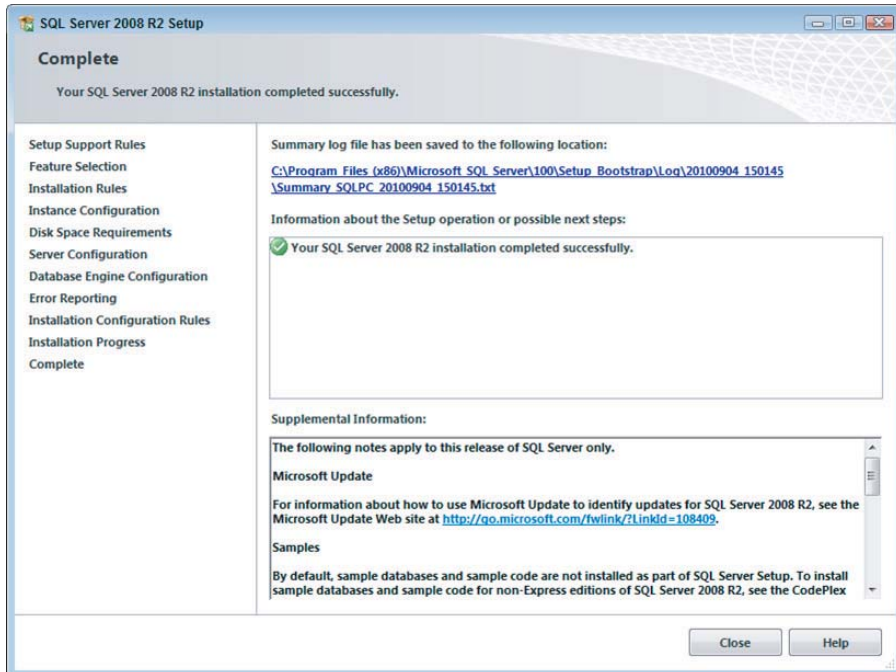 SQL Server 2008 R2 Setup
Complete
Your SQL Server 2008 R2 installation completed successfully.
Setup Support Rules
Feature Selection
Installation Rules
Instance Configuration
Disk Space Requirements
Server Configuration
Database Engine Configuration
Error Reporting
Installation Configuration Rules
Installation Progress
Complete
Summary log file has been saved to the following location:
C:\Program Files (x86)\Microsoft SQL Server\100\Setup Bootstrap\Log\20100904_150145
\Summary_SQLPC_20100904_150145.txt
Information about the Setup operation or possible next steps:
Your SQL Server 2008 R2 installation completed successfully.
Supplemental Information:
The following notes apply to this release of SQL Server only.
Microsoft Update
For information about how to use Microsoft Update to identify updates for SQL Server 2008 R2, see the
Microsoft Update Web site at http://go.microsoft.com/fwlink/?LinkId=108409.
Samples
By default, sample databases and sample code are not installed as part of SQL Server Setup. To install
sample databases and sample code for non-Express editions of SQL Server 2008 R2, see the CodePlex
Close
Help